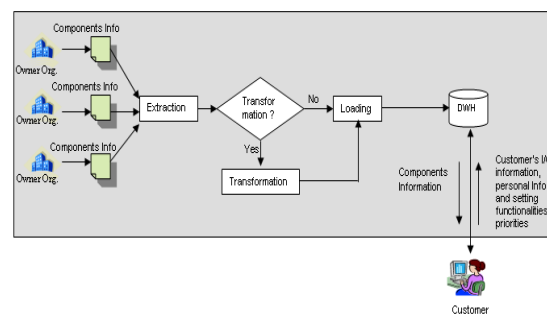 Components Info
Owner Org.
Components Info
Owner Org.
Components Info
Owner Org.
Extraction
Transfor
mation ?
No
Yes
Transformation
Loading
DWH
Components
Information
Customer's I/
information,
personal Info
and setting
functionalities
priorities
Customer